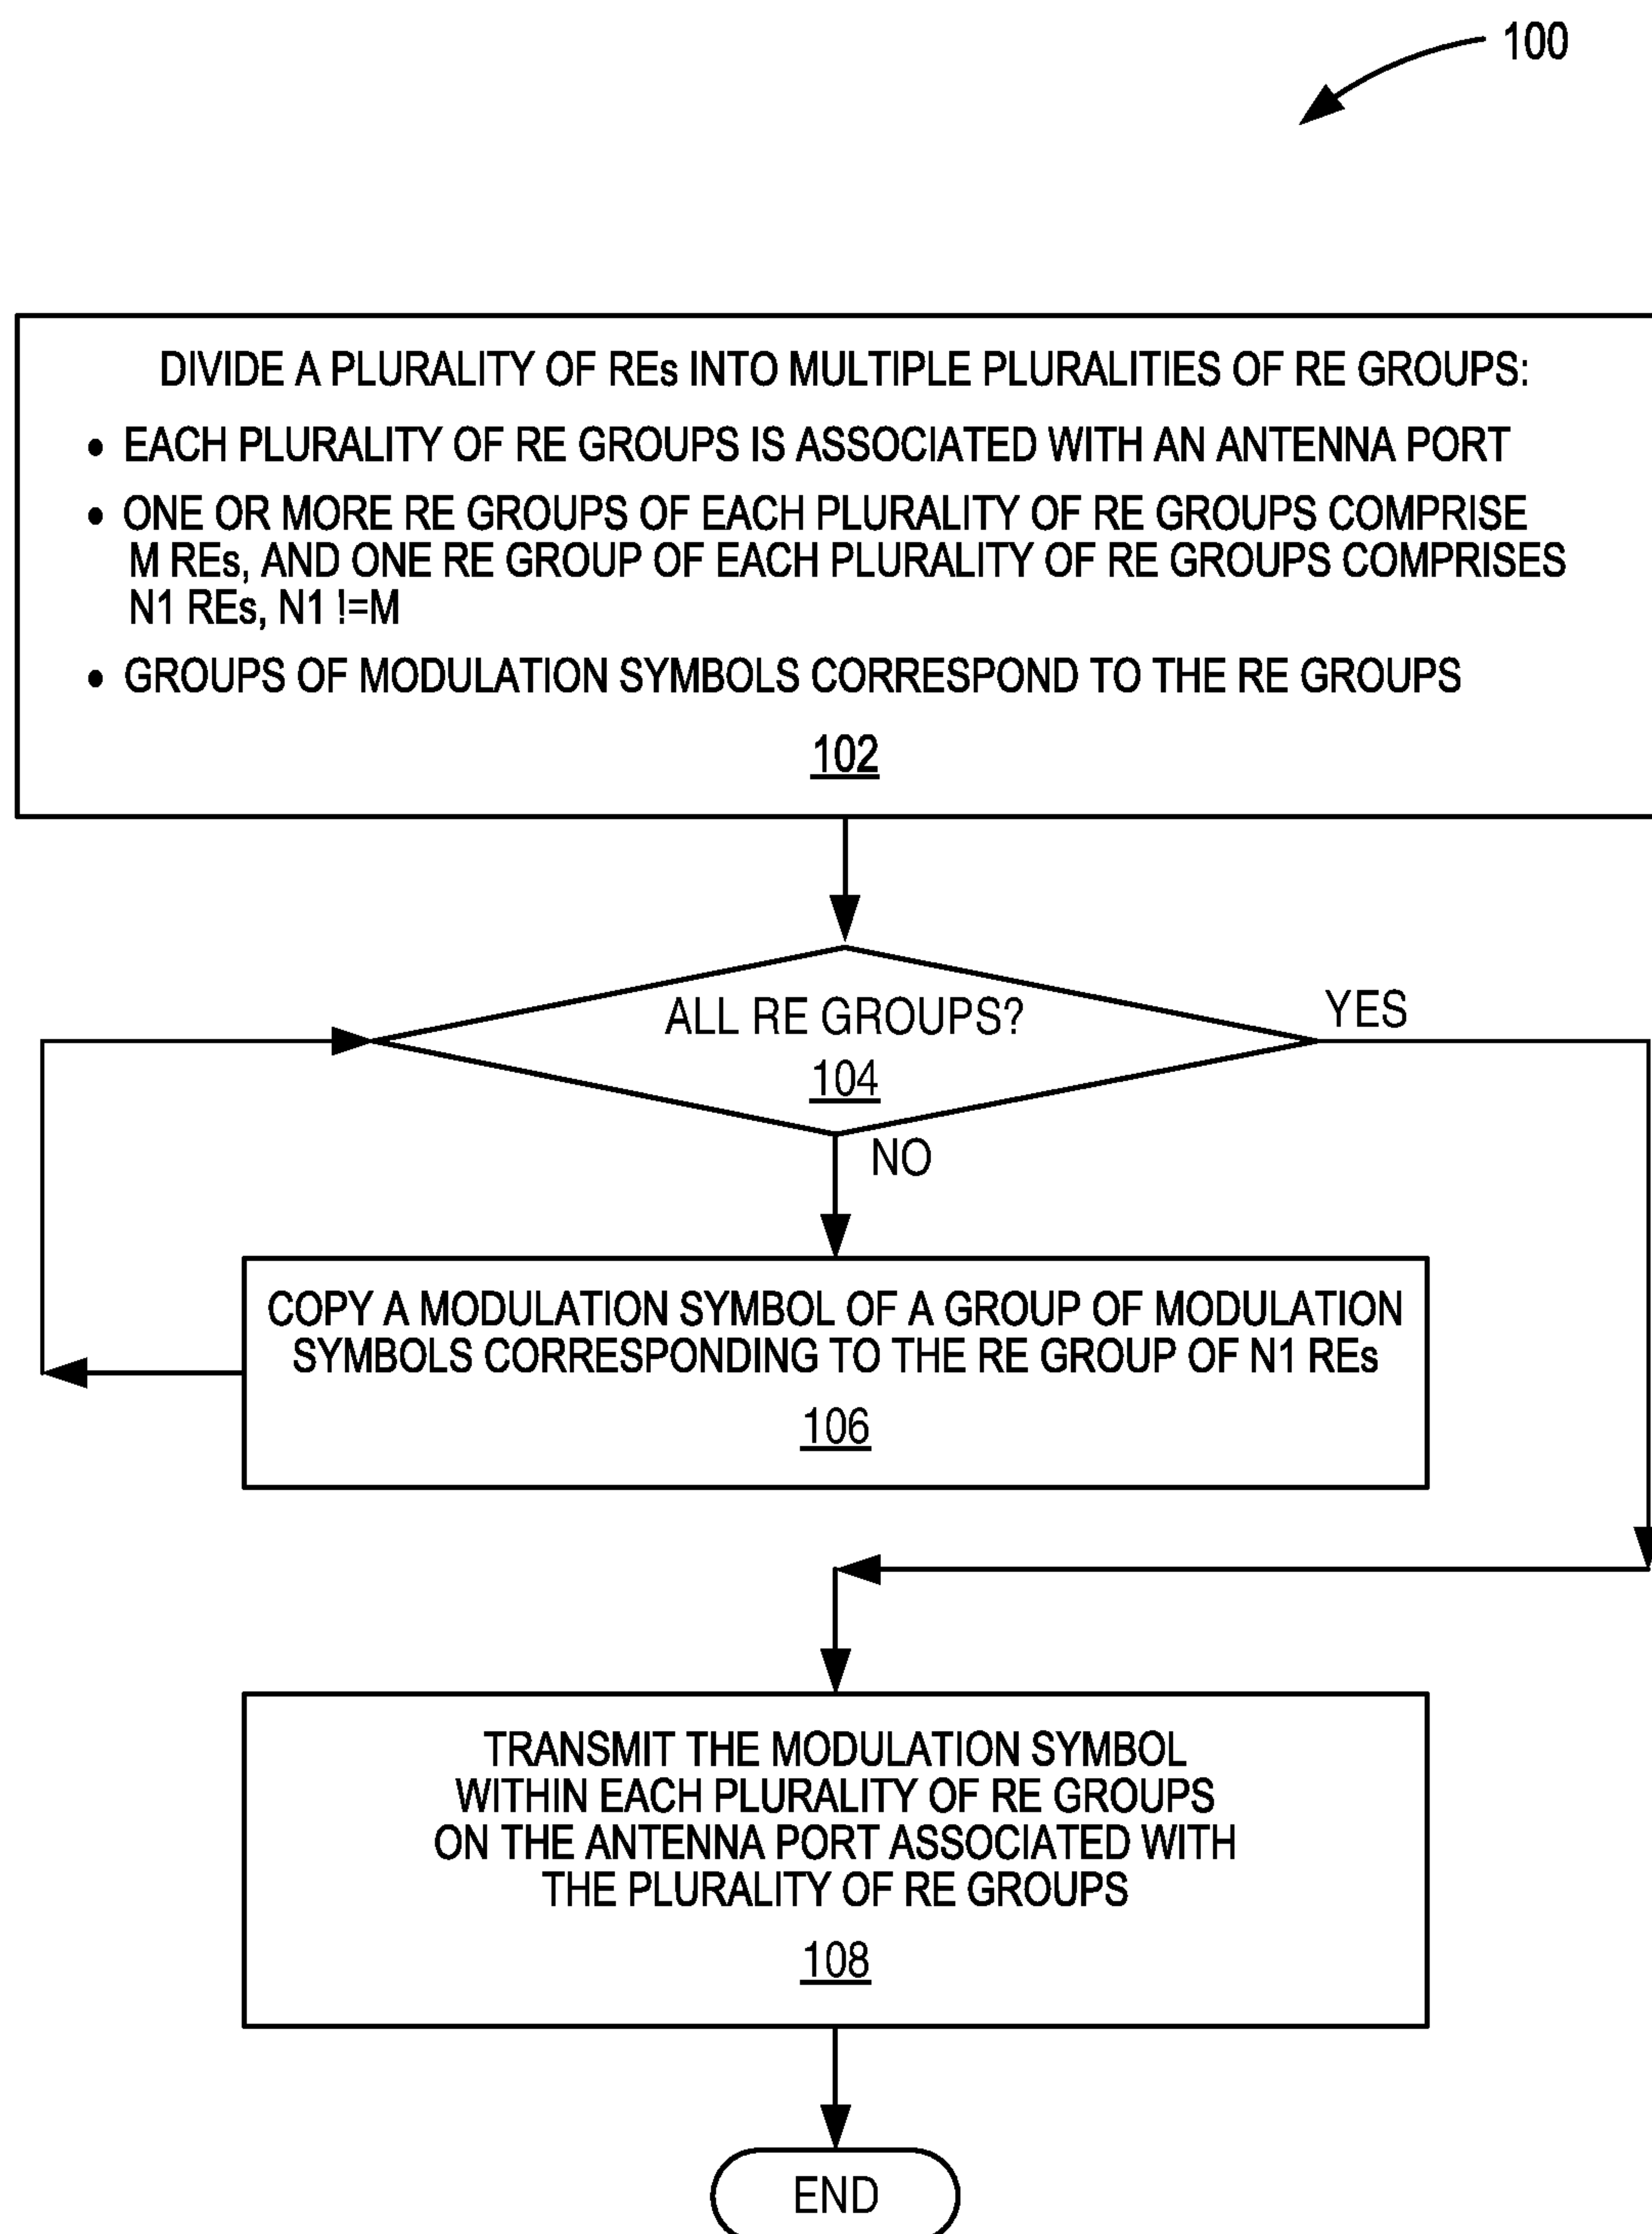 100
DIVIDE A PLURALITY OF REs INTO MULTIPLE PLURALITIES OF RE GROUPS:
• EACH PLURALITY OF RE GROUPS IS ASSOCIATED WITH AN ANTENNA PORT
• ONE OR MORE RE GROUPS OF EACH PLURALITY OF RE GROUPS COMPRISE
M REs, AND ONE RE GROUP OF EACH PLURALITY OF RE GROUPS COMPRISES
N1 REs, N1 !=M
• GROUPS OF MODULATION SYMBOLS CORRESPOND TO THE RE GROUPS
102
ALL RE GROUPS?
104
YES
NO
COPY A MODULATION SYMBOL OF A GROUP OF MODULATION
SYMBOLS CORRESPONDING TO THE RE GROUP OF N1 REs
106
TRANSMIT THE MODULATION SYMBOL
WITHIN EACH PLURALITY OF RE GROUPS
ON THE ANTENNA PORT ASSOCIATED WITH
THE PLURALITY OF RE GROUPS
108
END